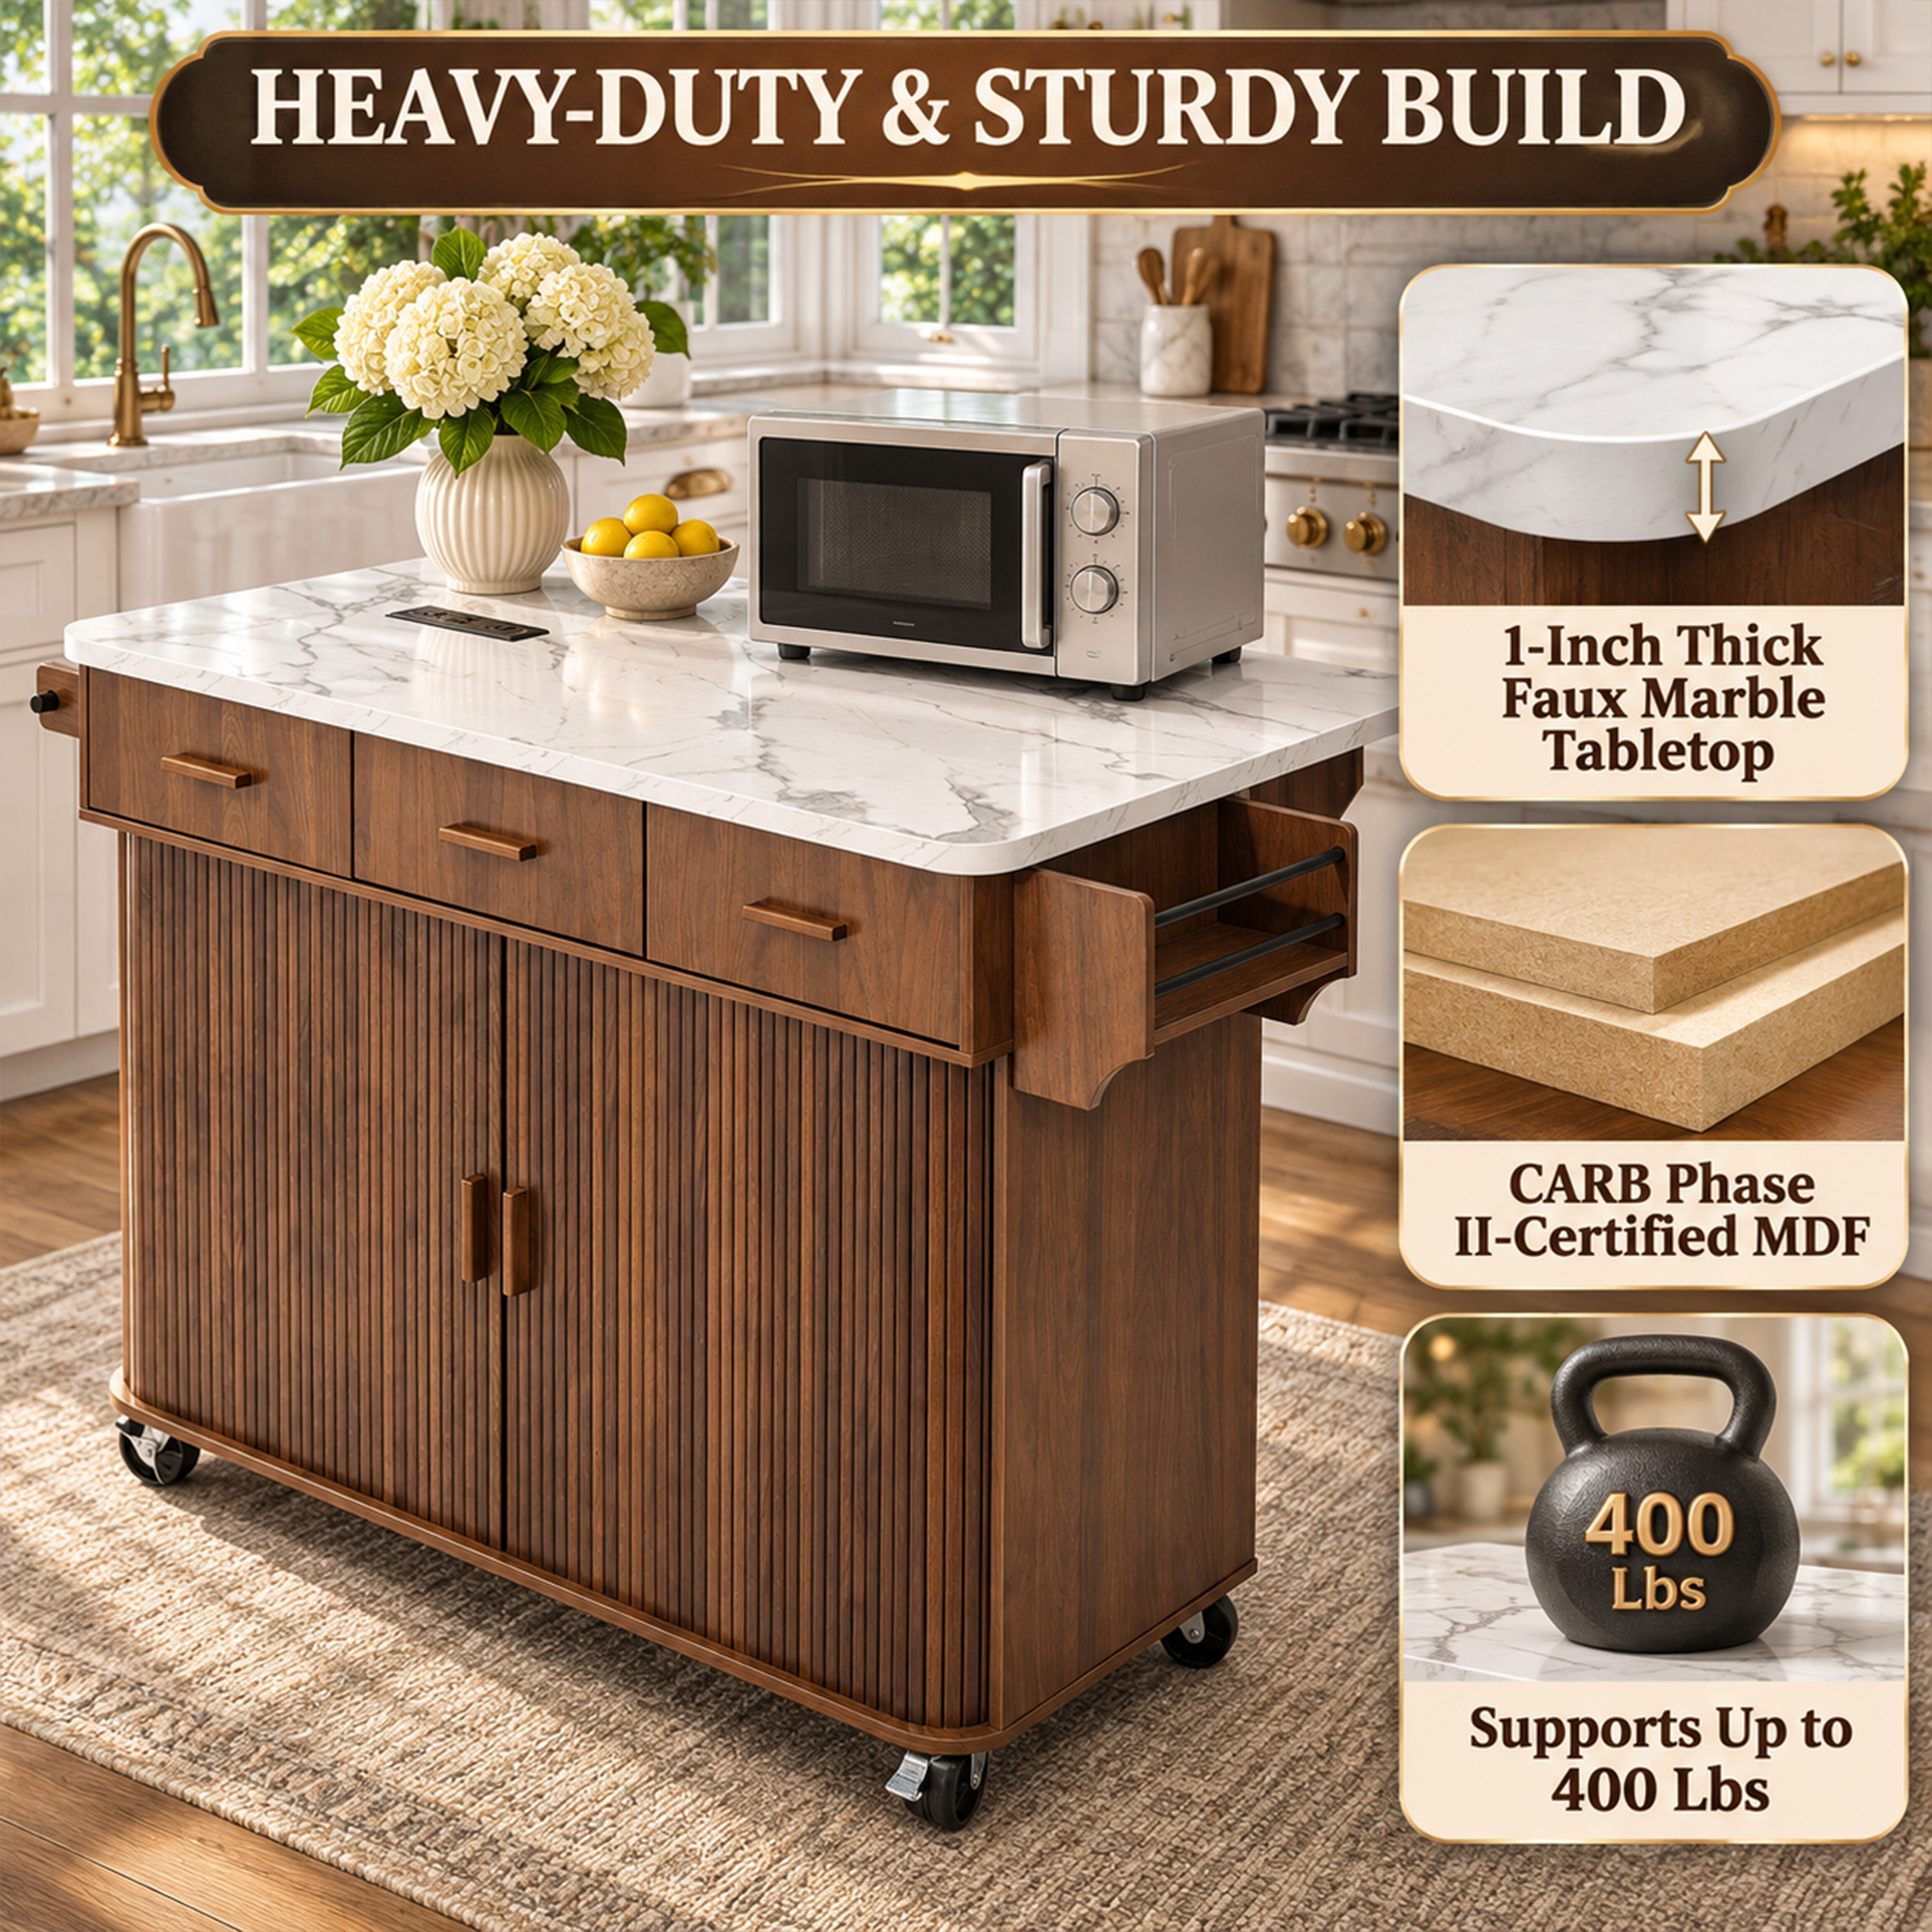 HEAVY-DUTY & STURDY BUILD
1-Inch Thick
Faux Marble
Tabletop
CARB Phase
II-Certified MDF
400
Lbs
Supports Up to
400 Lbs